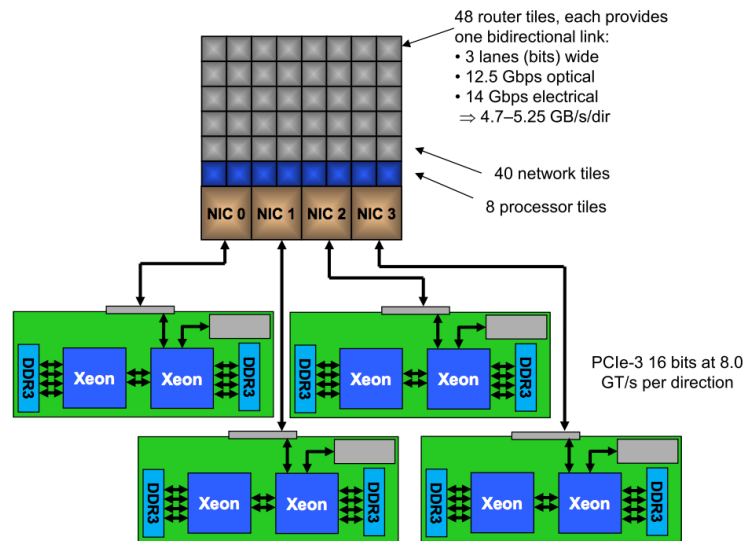 48 router tiles, each provides
one bidirectional link:
• 3 lanes (bits) wide
• 12.5 Gbps optical
• 14 Gbps electrical
⇒ 4.7–5.25 GB/s/dir
40 network tiles
8 processor tiles
NIC 0 NIC 1 NIC 2 NIC 3
DDR3 Xeon Xeon DDR3
DDR3 Xeon Xeon DDR3
PCIe-3 16 bits at 8.0
GT/s per direction
DDR3 Xeon Xeon DDR3
DDR3 Xeon Xeon DDR3